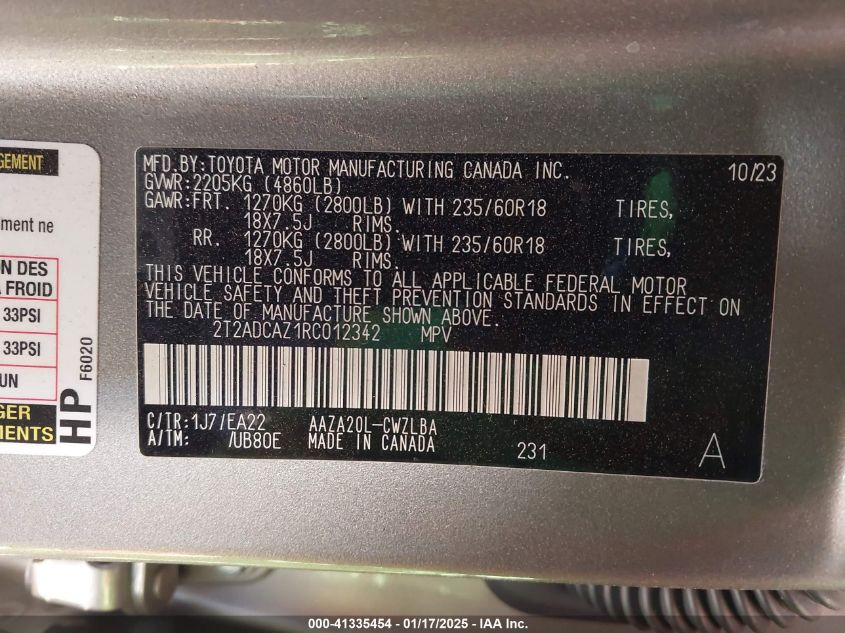 GEMENT
ement ne
ON DES
A FROID
33PSI
33PSI
UN
GER
MENTS
HP
F6020
MFD.BY:TOYOTA MOTOR MANUFACTURING CANADA INC. 10/23
GVWR:2205KG (4860LB)
GAWR:FRT. 1270KG (2800LB) WITH 235/60R18 TIRES,
18X7.5J RIMS.
RR. 1270KG (2800LB) WITH 235/60R18 TIRES,
18X7.5J RIMS.
THIS VEHICLE CONFORMS TO ALL APPLICABLE FEDERAL MOTOR
VEHICLE SAFETY AND THEFT PREVENTION STANDARDS IN EFFECT ON
THE DATE OF MANUFACTURE SHOWN ABOVE.
2T2ADCAZ1RC012342 MPV
C/TR:1J7/EA22 AAZA20L-CWZLBA
A/TM: /UB80E MADE IN CANADA 231 A
000-41335454 - 01/17/2025 - IAA Inc.